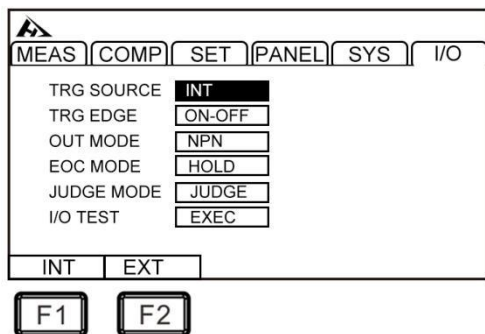 MEAS COMP SET PANEL SYS I/O
TRG SOURCE INT
TRG EDGE ON-OFF
OUT MODE NPN
EOC MODE HOLD
JUDGE MODE JUDGE
I/O TEST EXEC
INT EXT
F1 F2